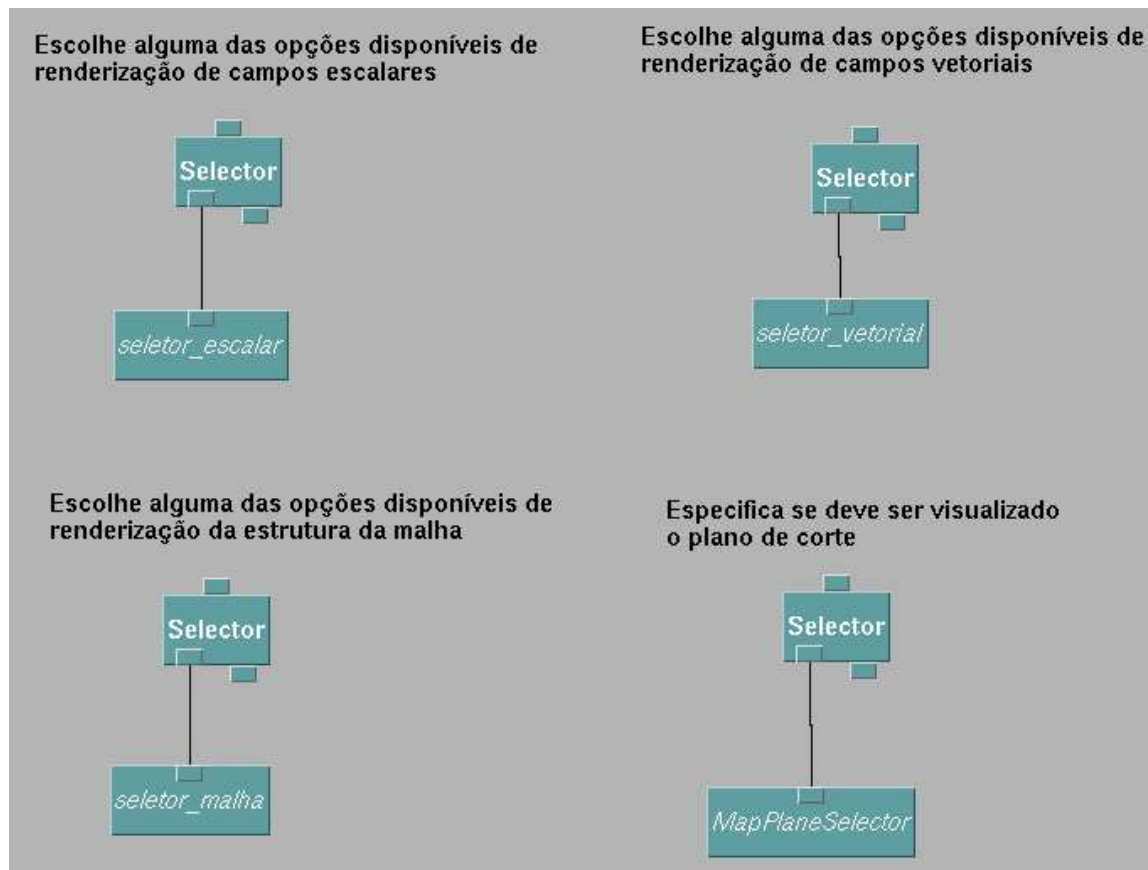 Escolhe alguma das opções disponíveis de
renderização de campos escalares
Selector
seletor_escalar
Escolhe alguma das opções disponíveis de
renderização de campos vetoriais
Selector
seletor_vetorial
Escolhe alguma das opções disponíveis de
renderização da estrutura da malha
Selector
seletor_malha
Especifica se deve ser visualizado
o plano de corte
Selector
MapPlaneSelector